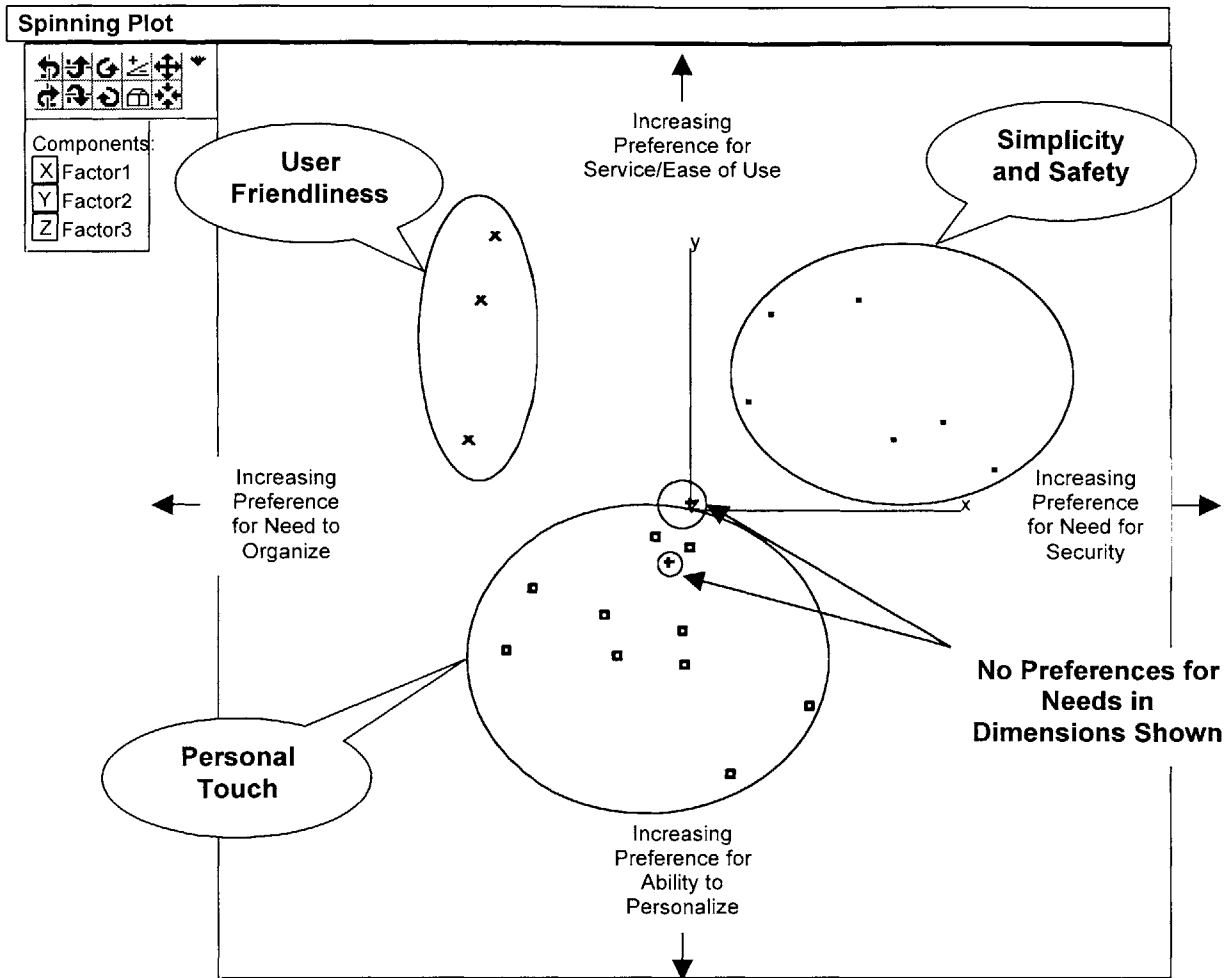 Spinning Plot
Components:
X Factor1
Y Factor2
Z Factor3
User
Friendliness
Increasing
Preference for
Service/Ease of Use
Simplicity
and Safety
y
x
Increasing
Preference
for Need to
Organize
Increasing
Preference
for Need for
Security
No Preferences for
Needs in
Dimensions Shown
Personal
Touch
Increasing
Preference for
Ability to
Personalize